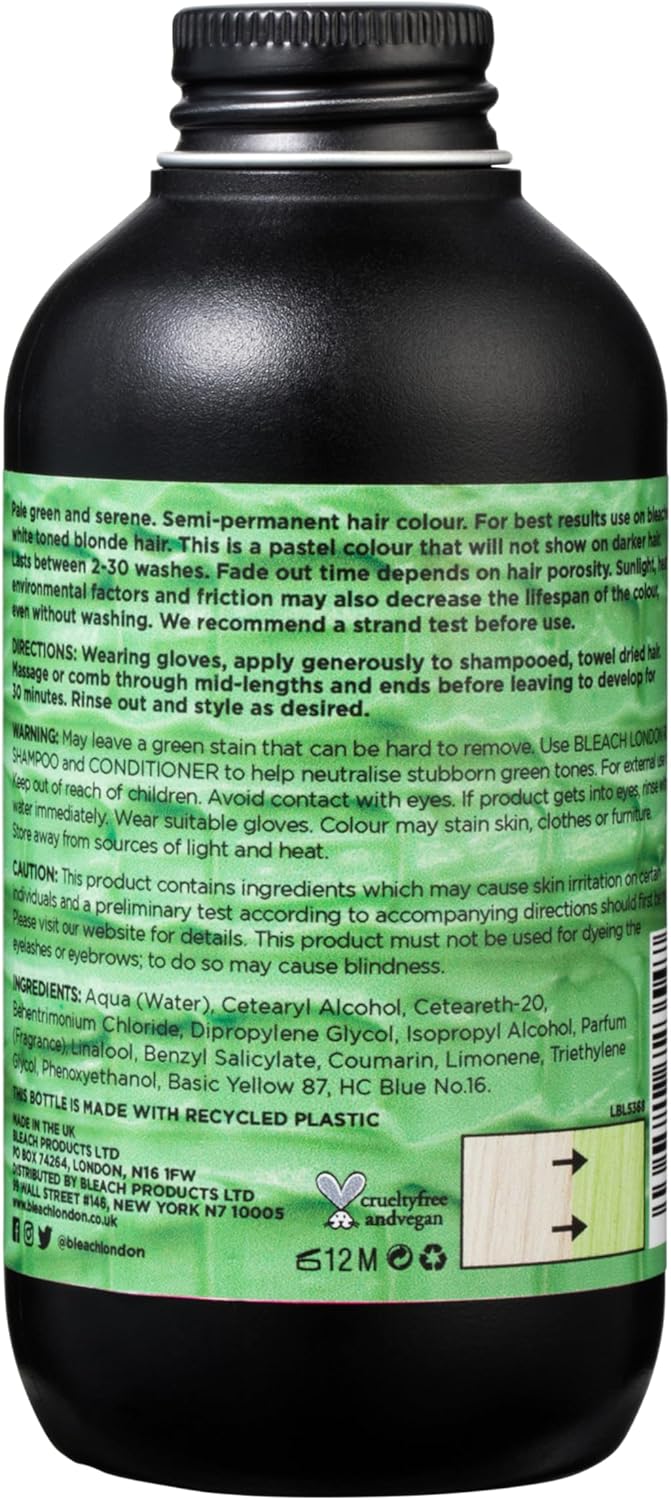 Pale green and serene. Semi-permanent hair colour. For best results use on
white toned blonde hair. This is a pastel colour that will not show on darker hair.
Lasts between 2-30 washes. Fade out time depends on hair porosity. Sunlight,
environmental factors and friction may also decrease the lifespan of the colour,
even without washing. We recommend a strand test before use.
DIRECTIONS: Wearing gloves, apply generously to shampooed, towel dried hair.
Massage or comb through mid-lengths and ends before leaving to develop for
30 minutes. Rinse out and style as desired.
WARNING: May leave a green stain that can be hard to remove. Use BLEACH LONDON
SHAMPOO and CONDITIONER to help neutralise stubborn green tones. For external use
Keep out of reach of children. Avoid contact with eyes. If product gets into eyes, rinse
water immediately. Wear suitable gloves. Colour may stain skin, clothes or furniture.
Store away from sources of light and heat.
CAUTION: This product contains ingredients which may cause skin irritation on certain
individuals and a preliminary test according to accompanying directions should first
Please visit our website for details. This product must not be used for dyeing the
eyelashes or eyebrows; to do so may cause blindness.
INGREDIENTS: Aqua (Water), Cetearyl Alcohol, Ceteareth-20,
Behentrimonium Chloride, Dipropylene Glycol, Isopropyl Alcohol, Parfum
(Fragrance), Linalool, Benzyl Salicylate, Coumarin, Limonene, Triethylene
Glycol, Phenoxyethanol, Basic Yellow 87, HC Blue No.16.
THIS BOTTLE IS MADE WITH RECYCLED PLASTIC
LBL5368
MADE IN THE UK
BLEACH PRODUCTS LTD
PO BOX 74264, LONDON, N16 1FW
DISTRIBUTED BY BLEACH PRODUCTS LTD
99 WALL STREET #146, NEW YORK N7 10005
www.bleachlondon.co.uk
@bleachlondon
crueltyfree
andvegan
12 M